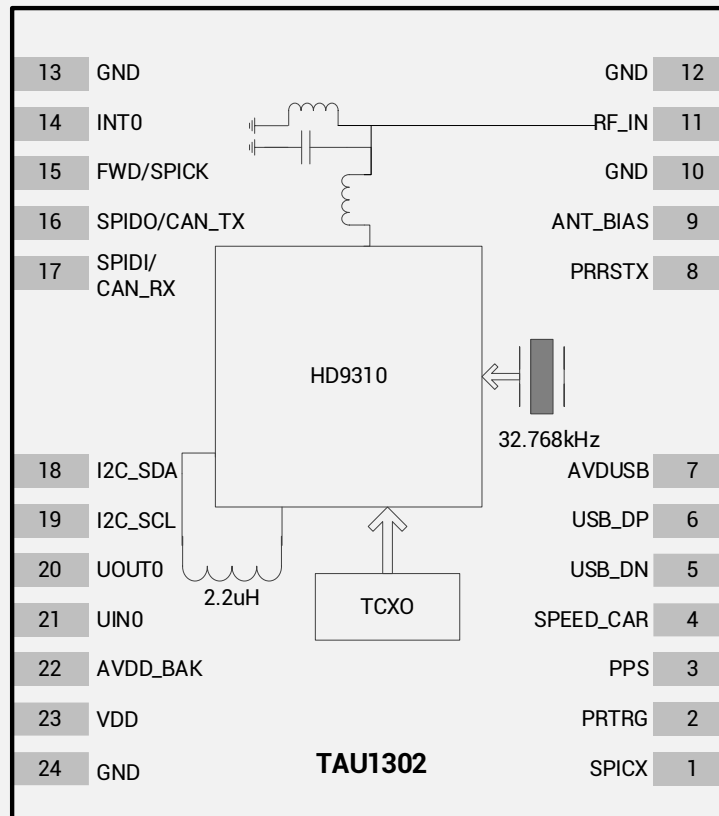 13 GND
GND 12
14 INT0
RF_IN 11
15 FWD/SPICK
GND 10
16 SPIDO/CAN_TX
ANT_BIAS 9
17 SPIDI/
CAN_RX
PRRSTX 8
HD9310
32.768kHz
18 I2C_SDA
AVDUSB 7
19 I2C_SCL
USB_DP 6
20 UOUT0
USB_DN 5
2.2uH
TCXO
21 UIN0
SPEED_CAR 4
22 AVDD_BAK
PPS 3
23 VDD
PRTRG 2
24 GND
TAU1302
SPICX 1